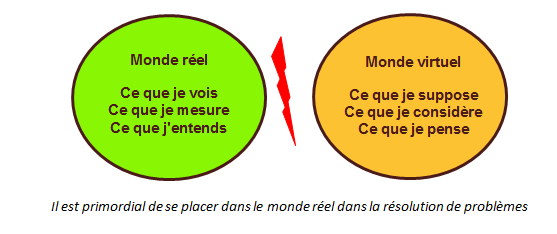 Monde réel
Ce que je vois
Ce que je mesure
Ce que j'entends
Monde virtuel
Ce que je suppose
Ce que je considère
Ce que je pense
Il est primordial de se placer dans le monde réel dans la résolution de problèmes